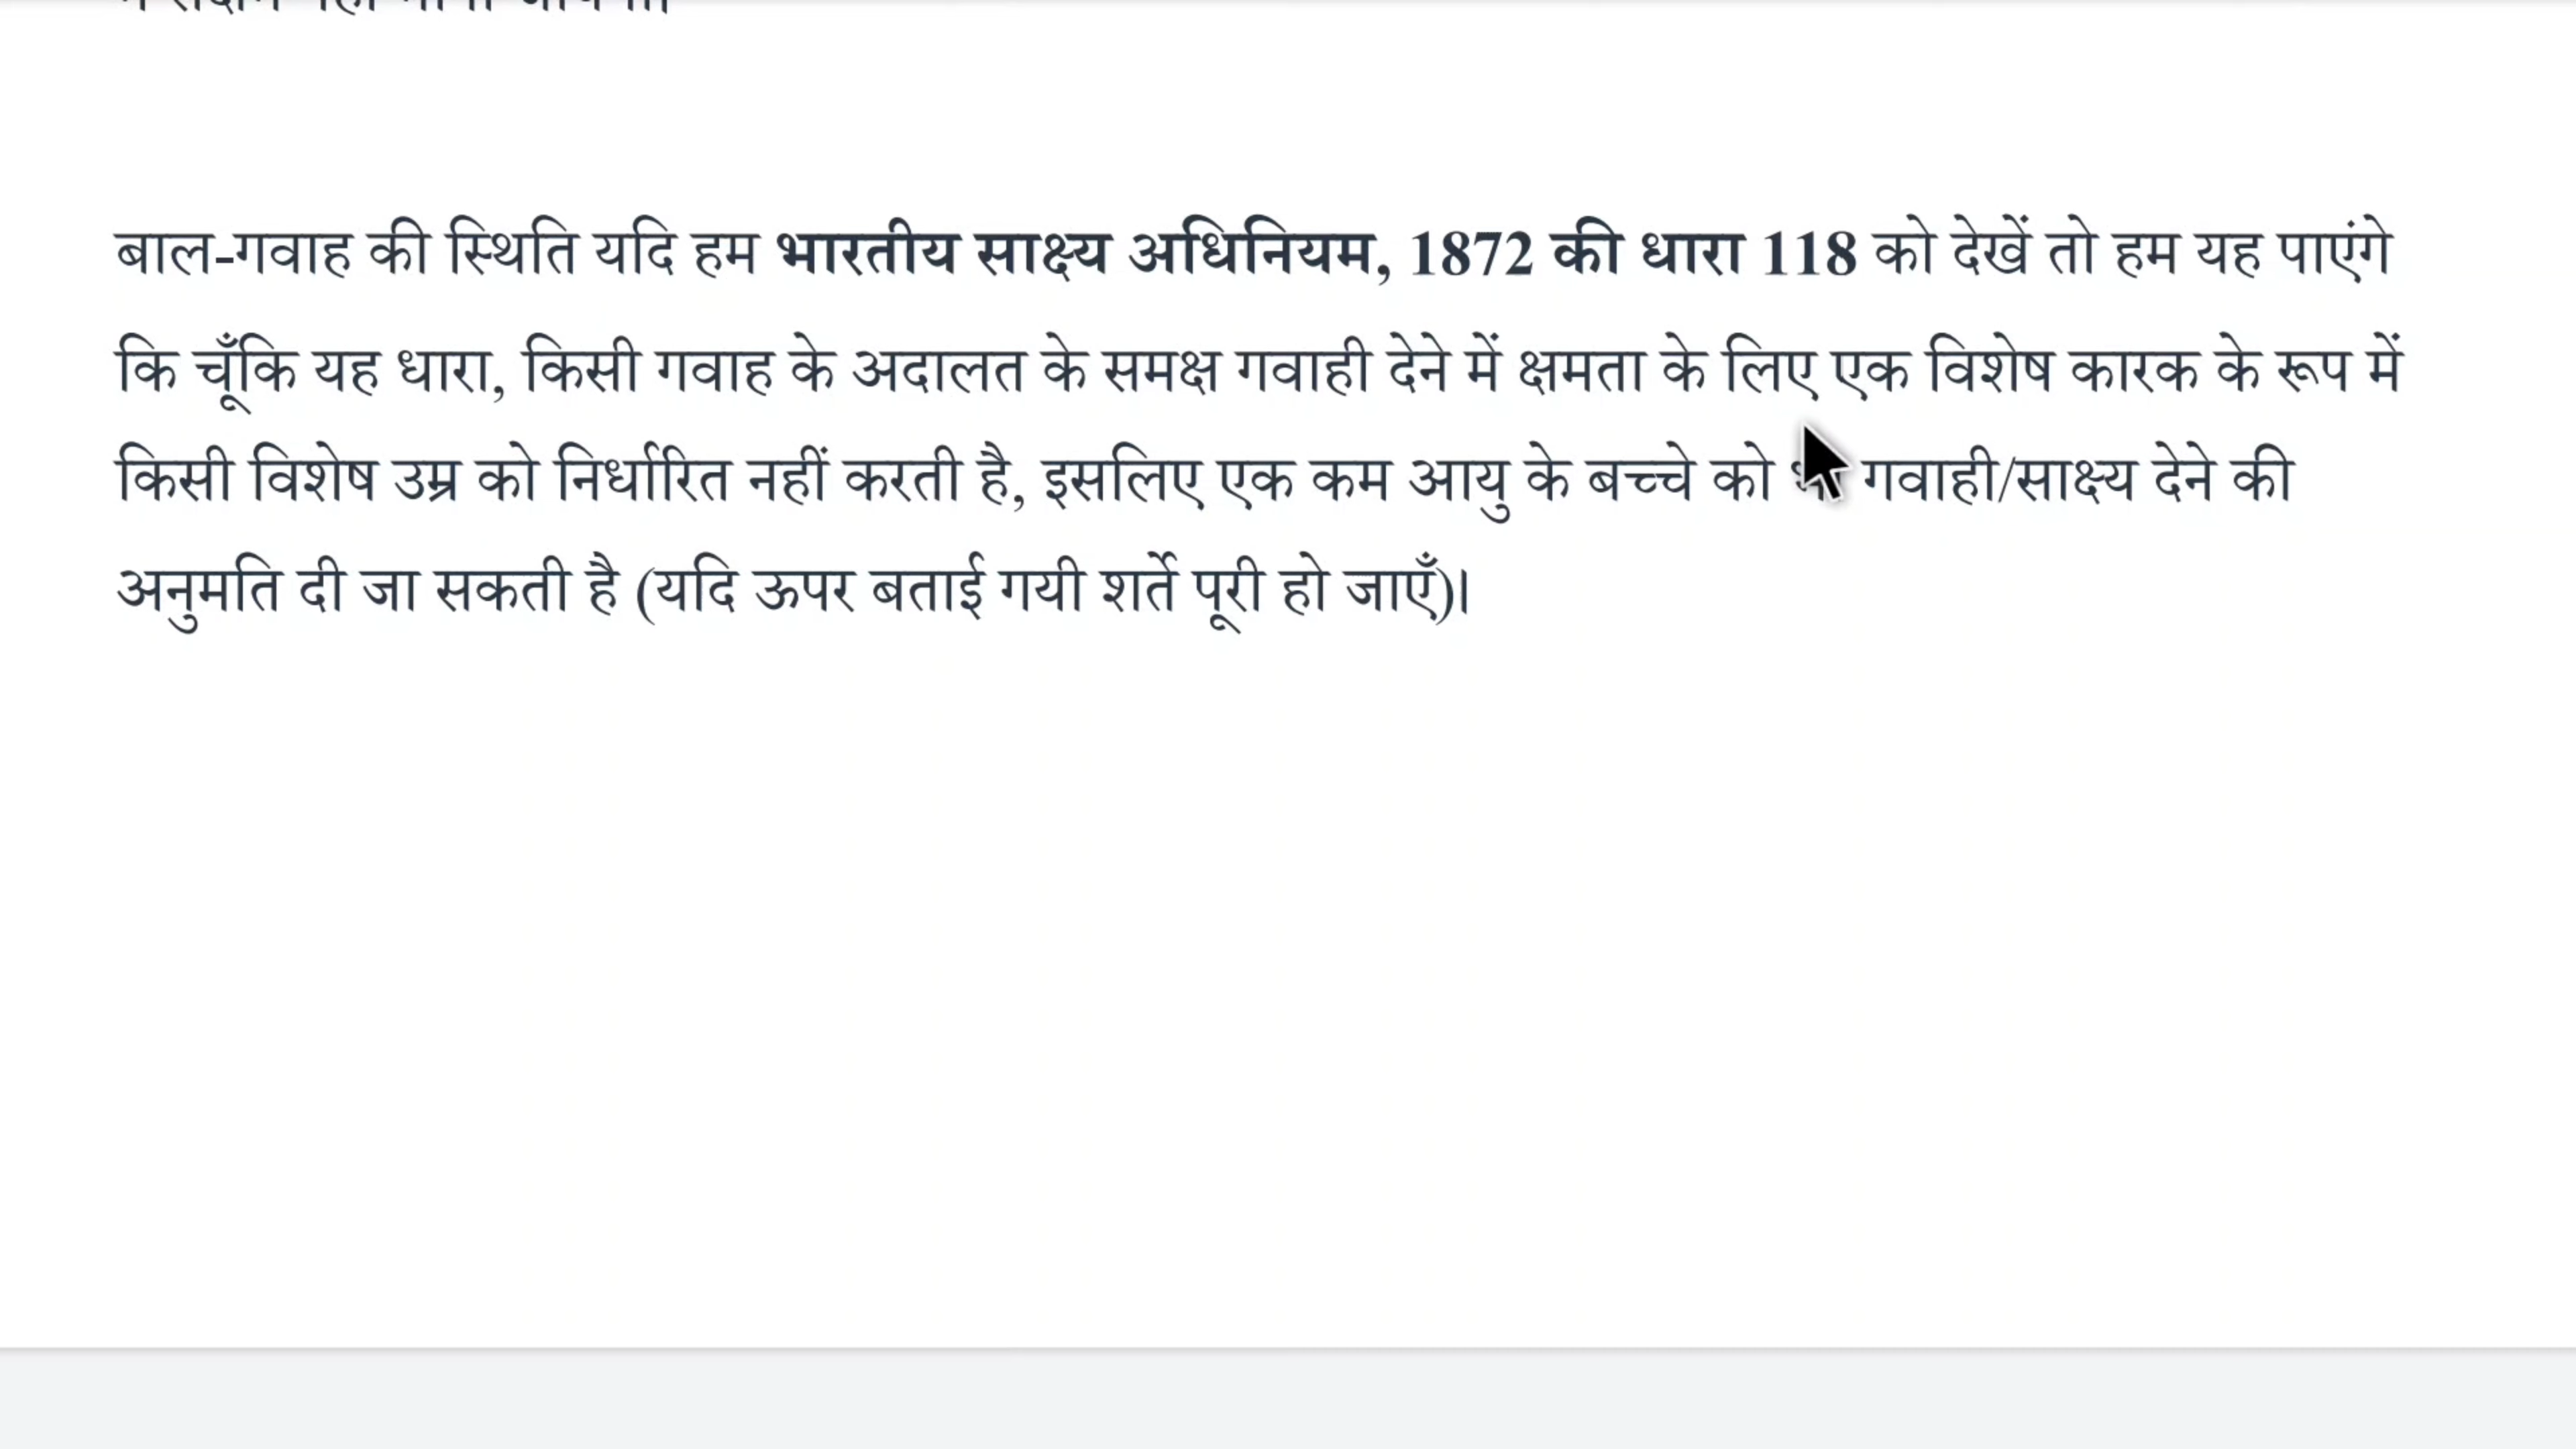 बाल-गवाह की स्थिति यदि हम भारतीय साक्ष्य अधिनियम, 1872 की धारा 118 को देखें तो हम यह पाएंगे
कि चूँकि यह धारा, किसी गवाह के अदालत के समक्ष गवाही देने में क्षमता के लिए एक विशेष कारक के रूप में
किसी विशेष उम्र को निर्धारित नहीं करती है, इसलिए एक कम आयु के बच्चे को गवाही/साक्ष्य देने की
अनुमति दी जा सकती है (यदि ऊपर बताई गयी शर्ते पूरी हो जाएँ)।